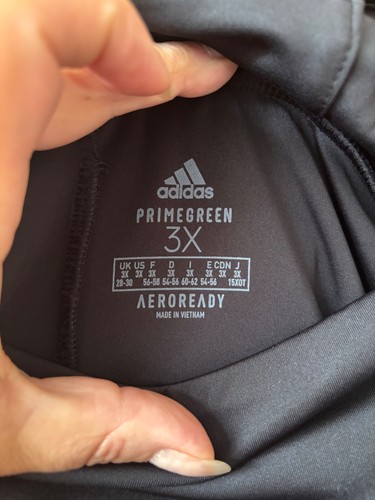 adidas
PRIMEGREEN
3X
UK US F D I E CDN J
3X 3X 3X 3X 3X 3X 3X 3X
28-30 56-58 54-56 60-62 54-56 15XOT
AEROREADY
MADE IN VIETNAM